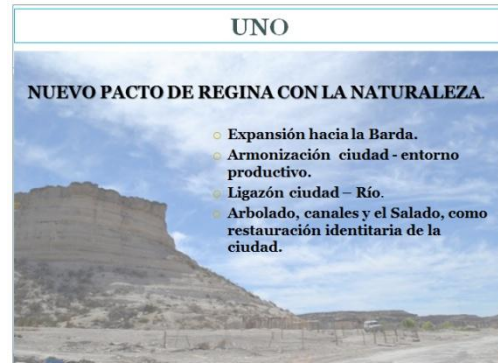 UNO
NUEVO PACTO DE REGINA CON LA NATURALEZA.
Expansión hacia la Barda.
Armonización ciudad - entorno
productivo.
Ligazón ciudad – Río.
Arbolado, canales y el Salado, como
restauración identitaria de la
ciudad.